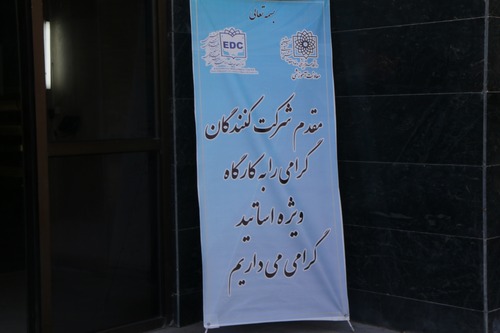 بسمه تعالی
EDC
مقدم شرکت کنندگان
گرامی را به کارگاه
ویژه اساتید
گرامی می داریم